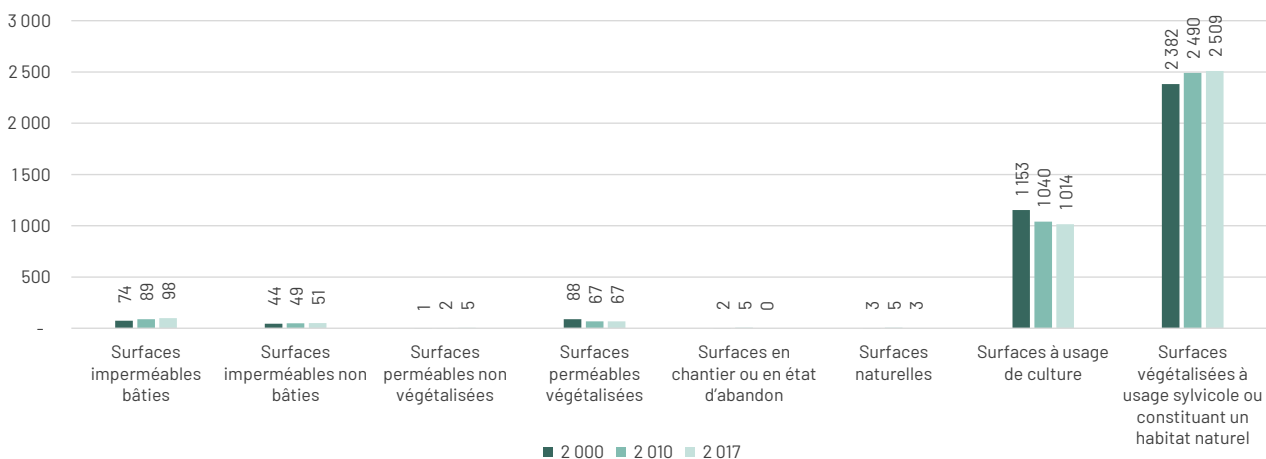 3 000
2 500
2 000
1 500
1 000
500
-
74 89 98
44 49 51
1 2 5
88 67 67
2 5 0
3 5 3
1 153 1 040 1 014
2 382 2 490 2 509
Surfaces
imperméables
bâties
Surfaces
imperméables non
bâties
Surfaces
perméables non
végétalisées
Surfaces
perméables
végétalisées
Surfaces en
chantier ou en état
d’abandon
Surfaces
naturelles
Surfaces à usage
de culture
Surfaces
végétalisées à
usage sylvicole ou
constituant un
habitat naturel
2 000 2 010 2 017